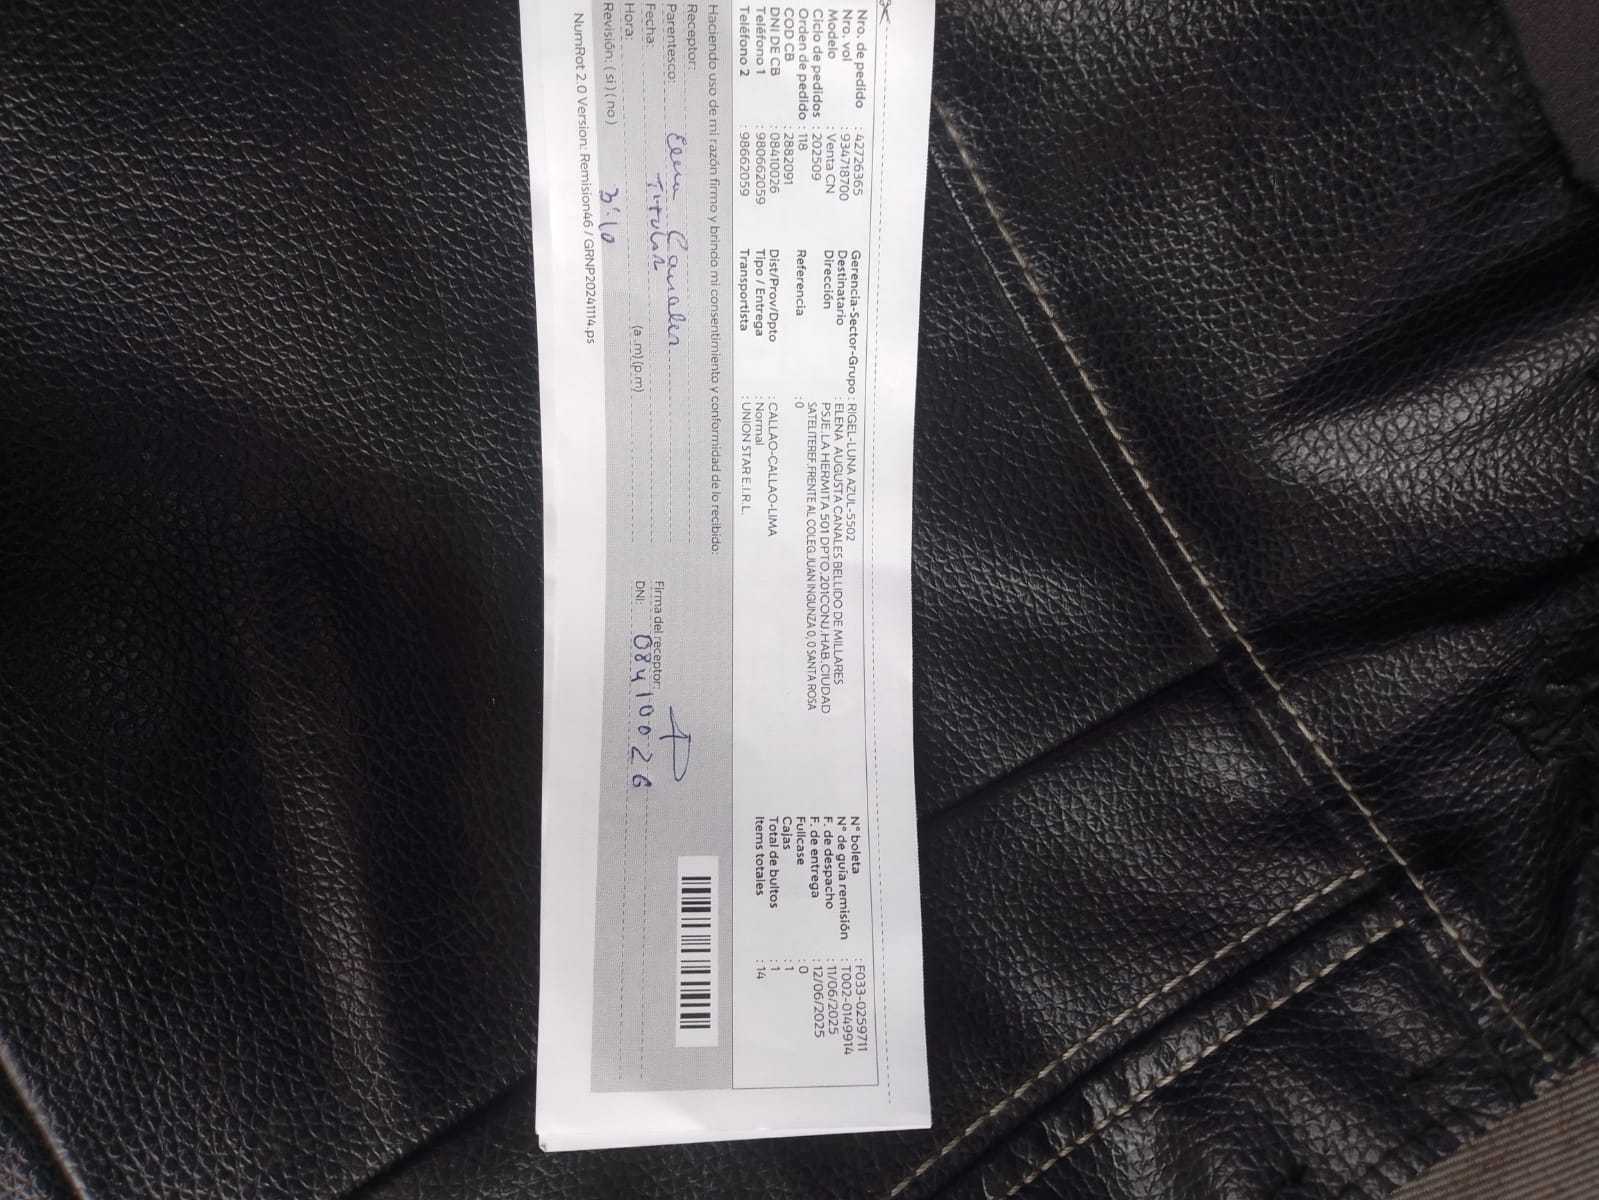 Nro. de pedido : 42726365
Nro. vol : 934718700
Modelo : Venta CN
Ciclo de pedidos : 202509
Orden de pedido : 118
COD CB : 2882091
DNI DE CB : 08410026
Teléfono 1 : 980662059
Teléfono 2 : 98662059
Gerencia-Sector-Grupo : RIGEL-LUNA AZUL-5502
Destinatario : ELENA AUGUSTA CANALES BELLIDO DE MILLARES
Dirección : PSJE.LA HERMITA 501 DPTO.201CONJ.HAB.CIUDAD
SATELITEREF.FRENTE AL COLEG.JUAN INGUNZA 0, 0 SANTA ROSA
Referencia : 0
Dist/Prov/Dpto : CALLAO-CALLAO-LIMA
Tipo / Entrega : Normal
Transportista : UNION STAR E.I.R.L.
N° boleta : F033-0259711
N° de guía remisión : T002-0149914
F. de despacho : 11/06/2025
F. de entrega : 12/06/2025
Fullcase : 0
Cajas : 1
Total de bultos : 1
Items totales : 14
Haciendo uso de mi razón firmo y brindo mi consentimiento y conformidad de lo recibido:
Receptor: Elena Canales
Parentesco: Titular
Fecha:
Hora: 3:10 (a .m) (p.m)
Revisión: ( si ) ( no )
Firma del receptor:
DNI: 08410026
NumRot 2.0 Version: Remision46 / GRNP20241114.ps